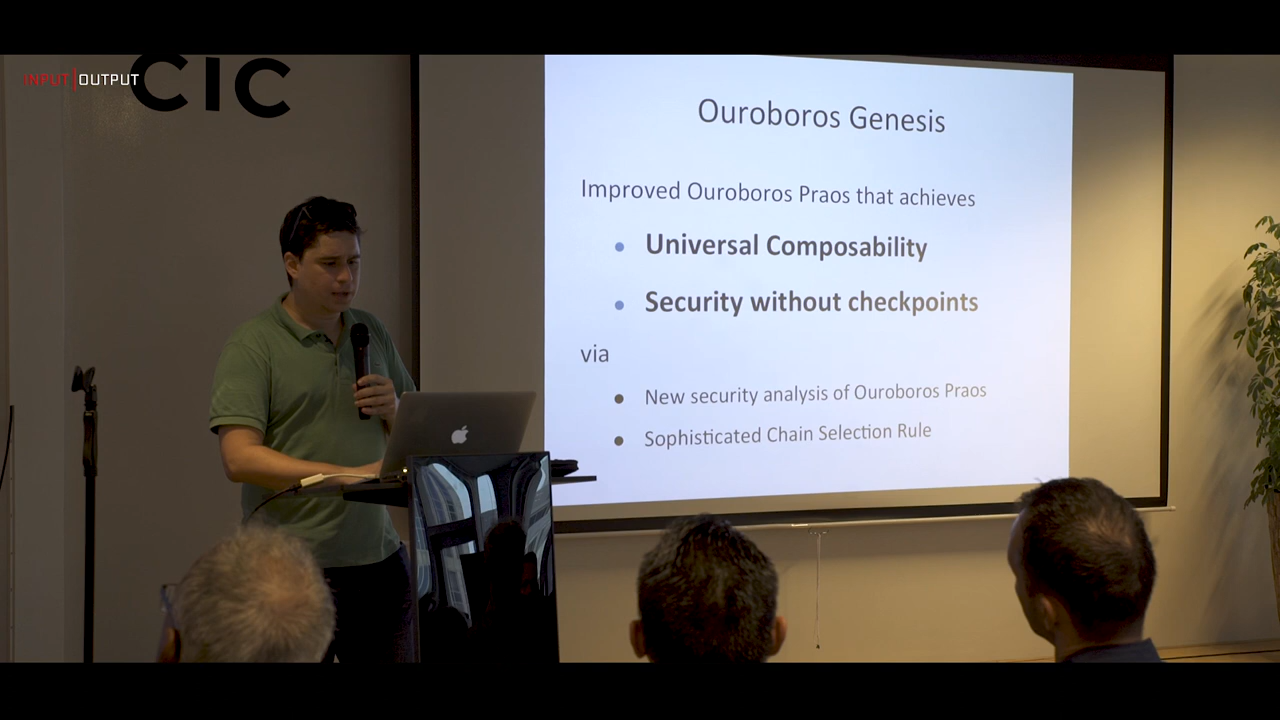 INPUT|OUTPUT
CIC
Ouroboros Genesis
Improved Ouroboros Praos that achieves
• Universal Composability
• Security without checkpoints
via
• New security analysis of Ouroboros Praos
• Sophisticated Chain Selection Rule